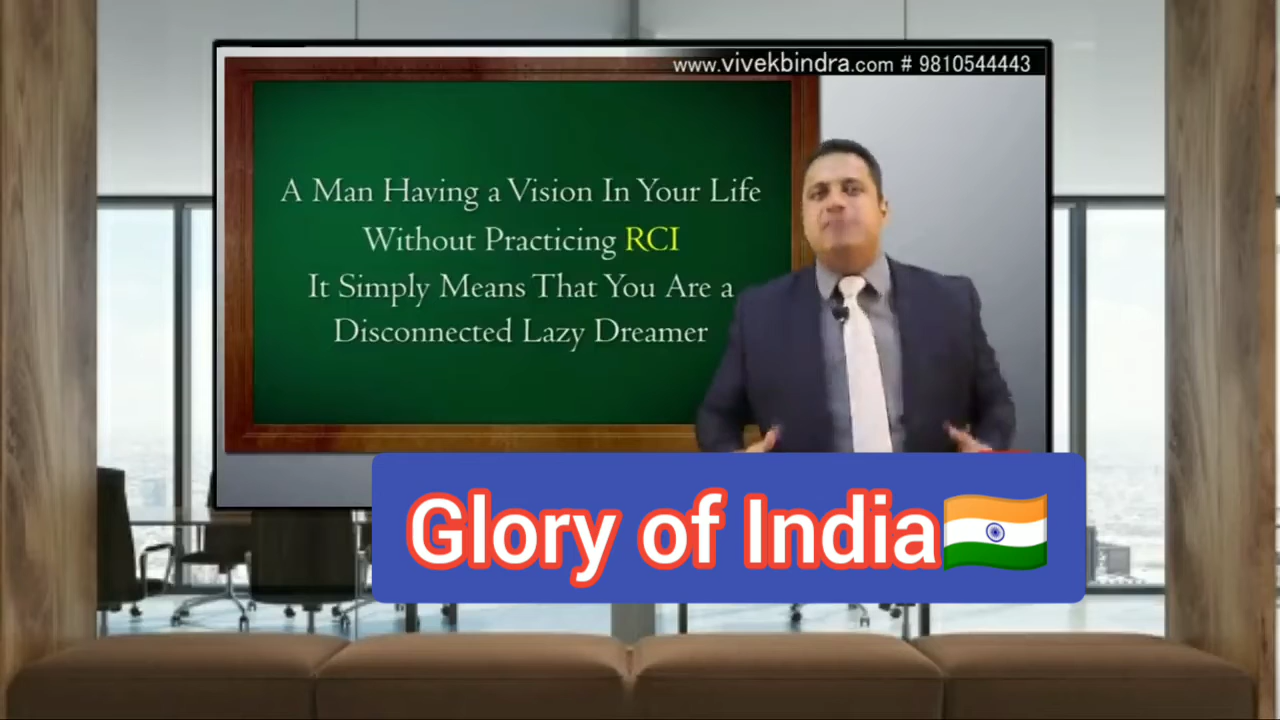 www.vivekbindra.com # 9810544443
A Man Having a Vision In Your Life
Without Practicing RCI
It Simply Means That You Are a
Disconnected Lazy Dreamer
Glory of India🇮🇳